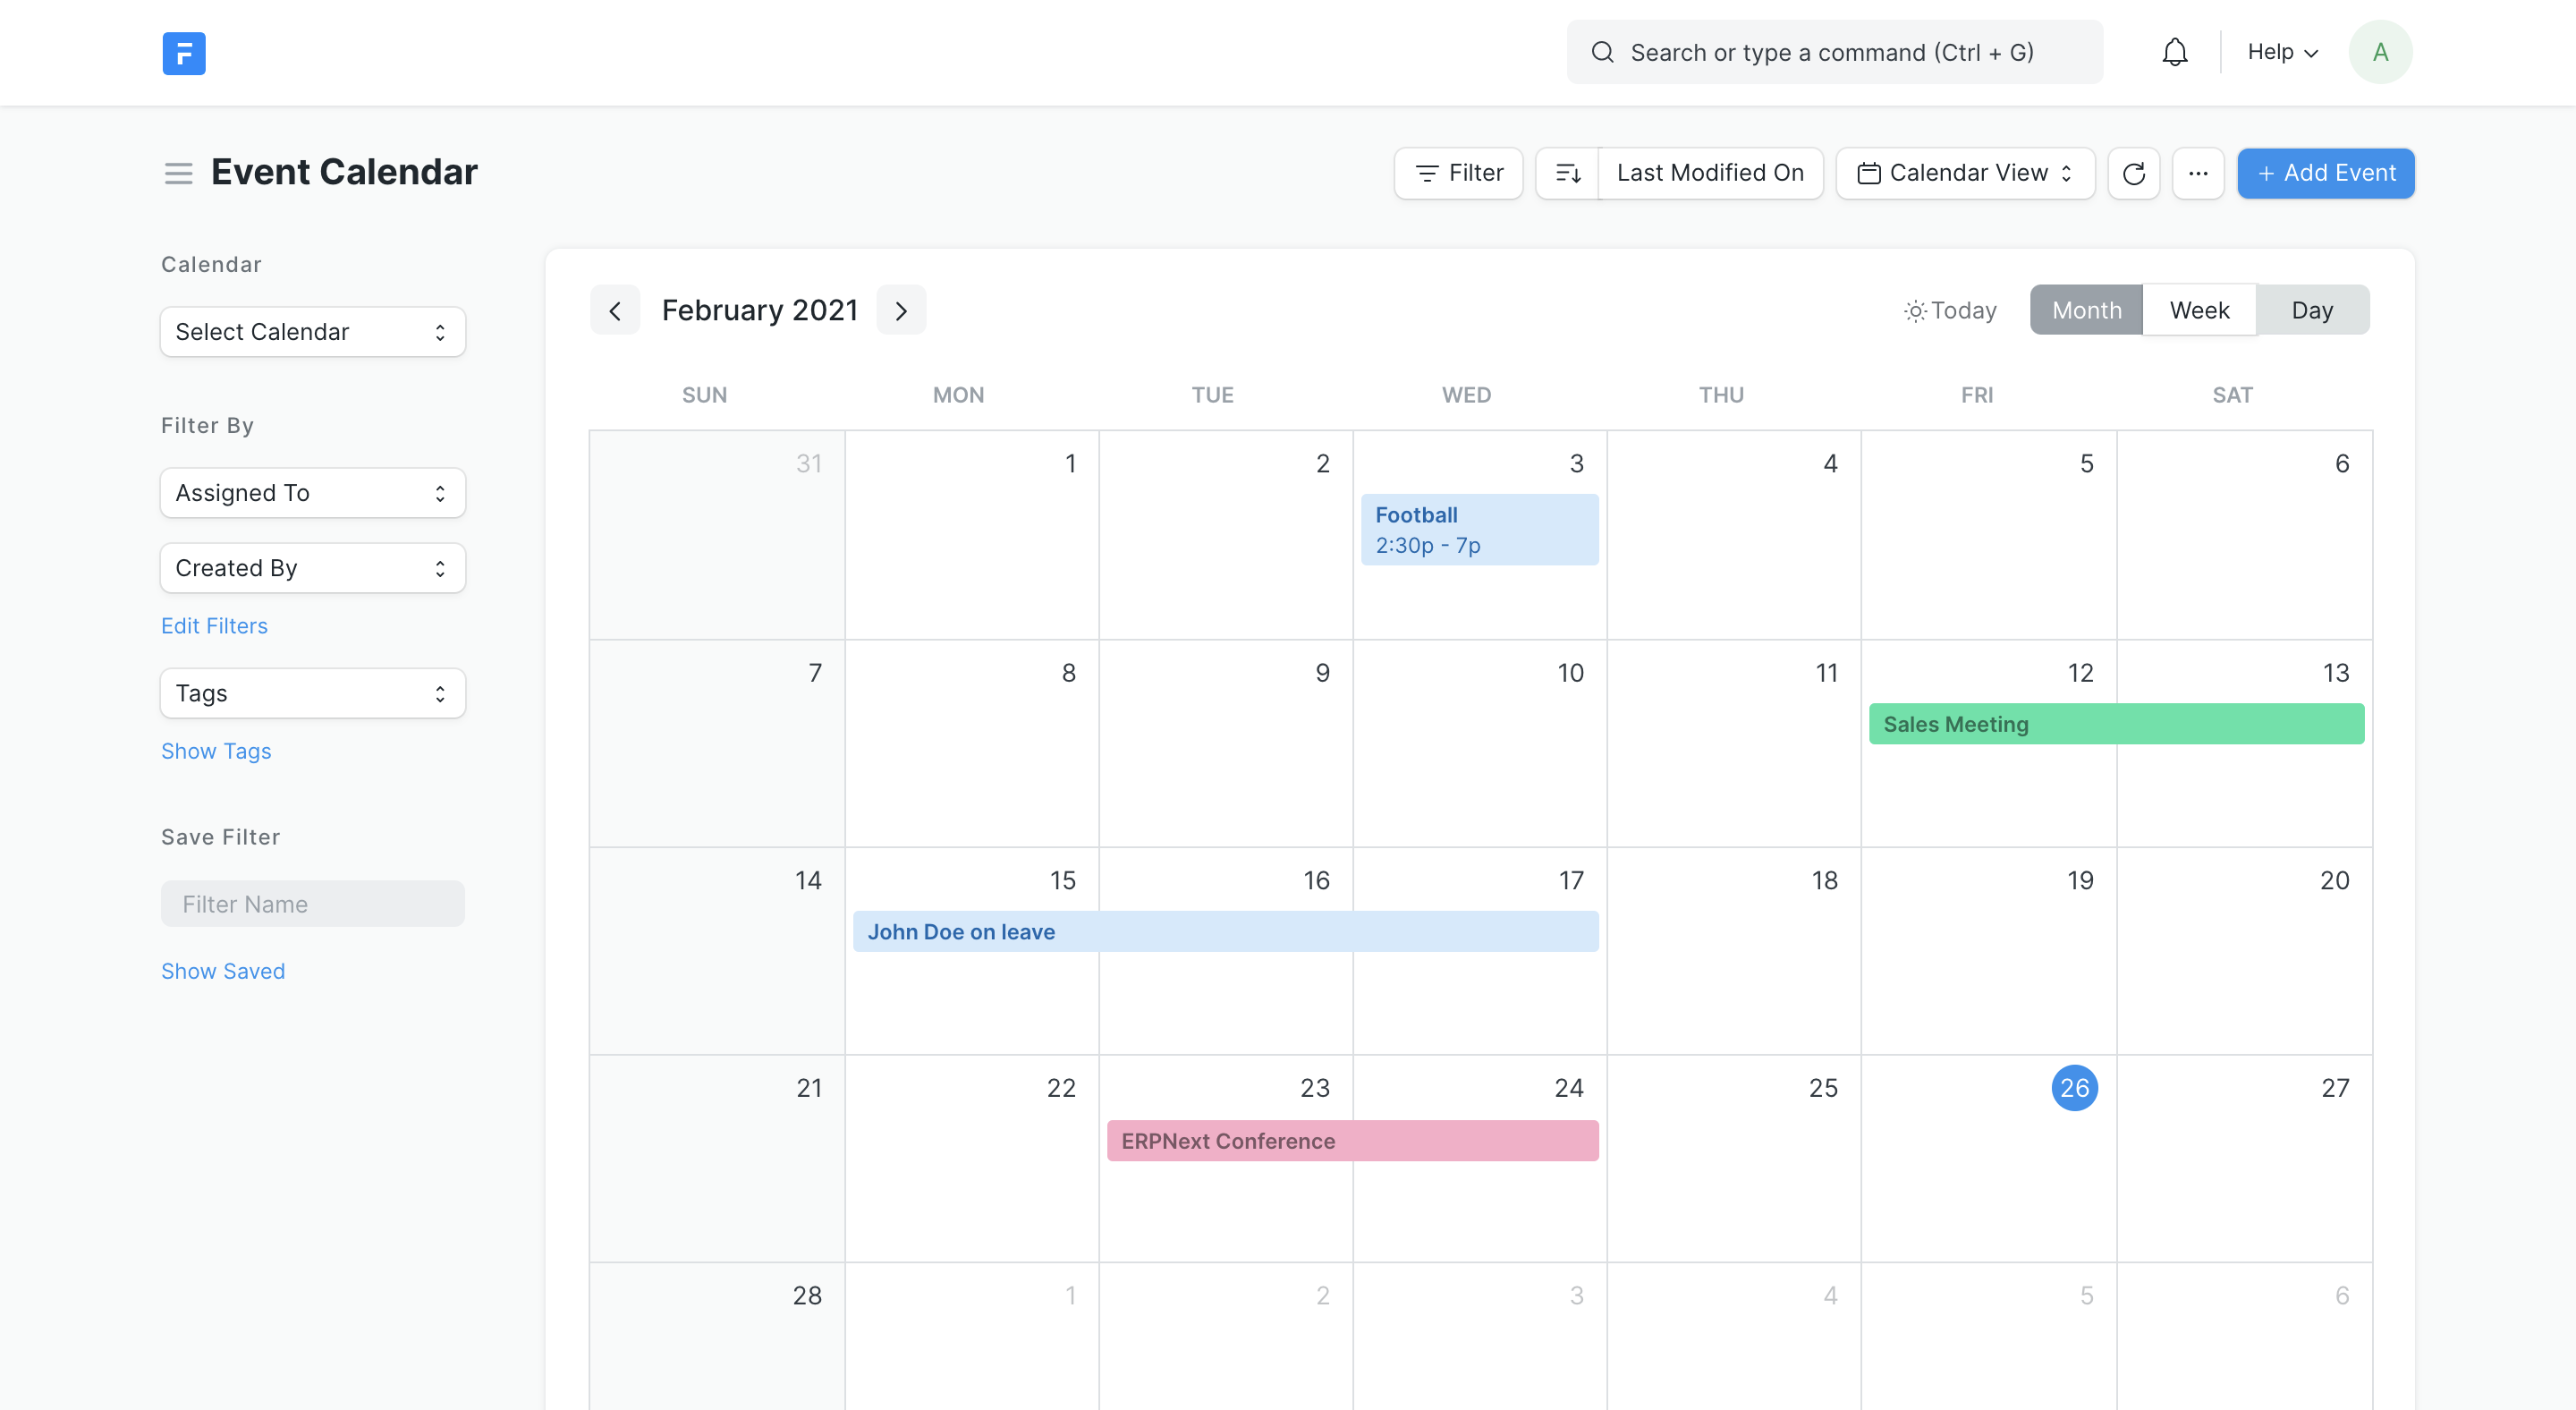 F
Search or type a command (Ctrl + G)
Help
A
Event Calendar
Filter
Last Modified On
Calendar View
+ Add Event
Calendar
Select Calendar
Filter By
Assigned To
Created By
Edit Filters
Tags
Show Tags
Save Filter
Filter Name
Show Saved
February 2021
Today
Month Week Day
SUN MON TUE WED THU FRI SAT
31 1 2 3 4 5 6
Football
2:30p - 7p
7 8 9 10 11 12 13
Sales Meeting
14 15 16 17 18 19 20
John Doe on leave
21 22 23 24 25 26 27
ERPNext Conference
28 1 2 3 4 5 6